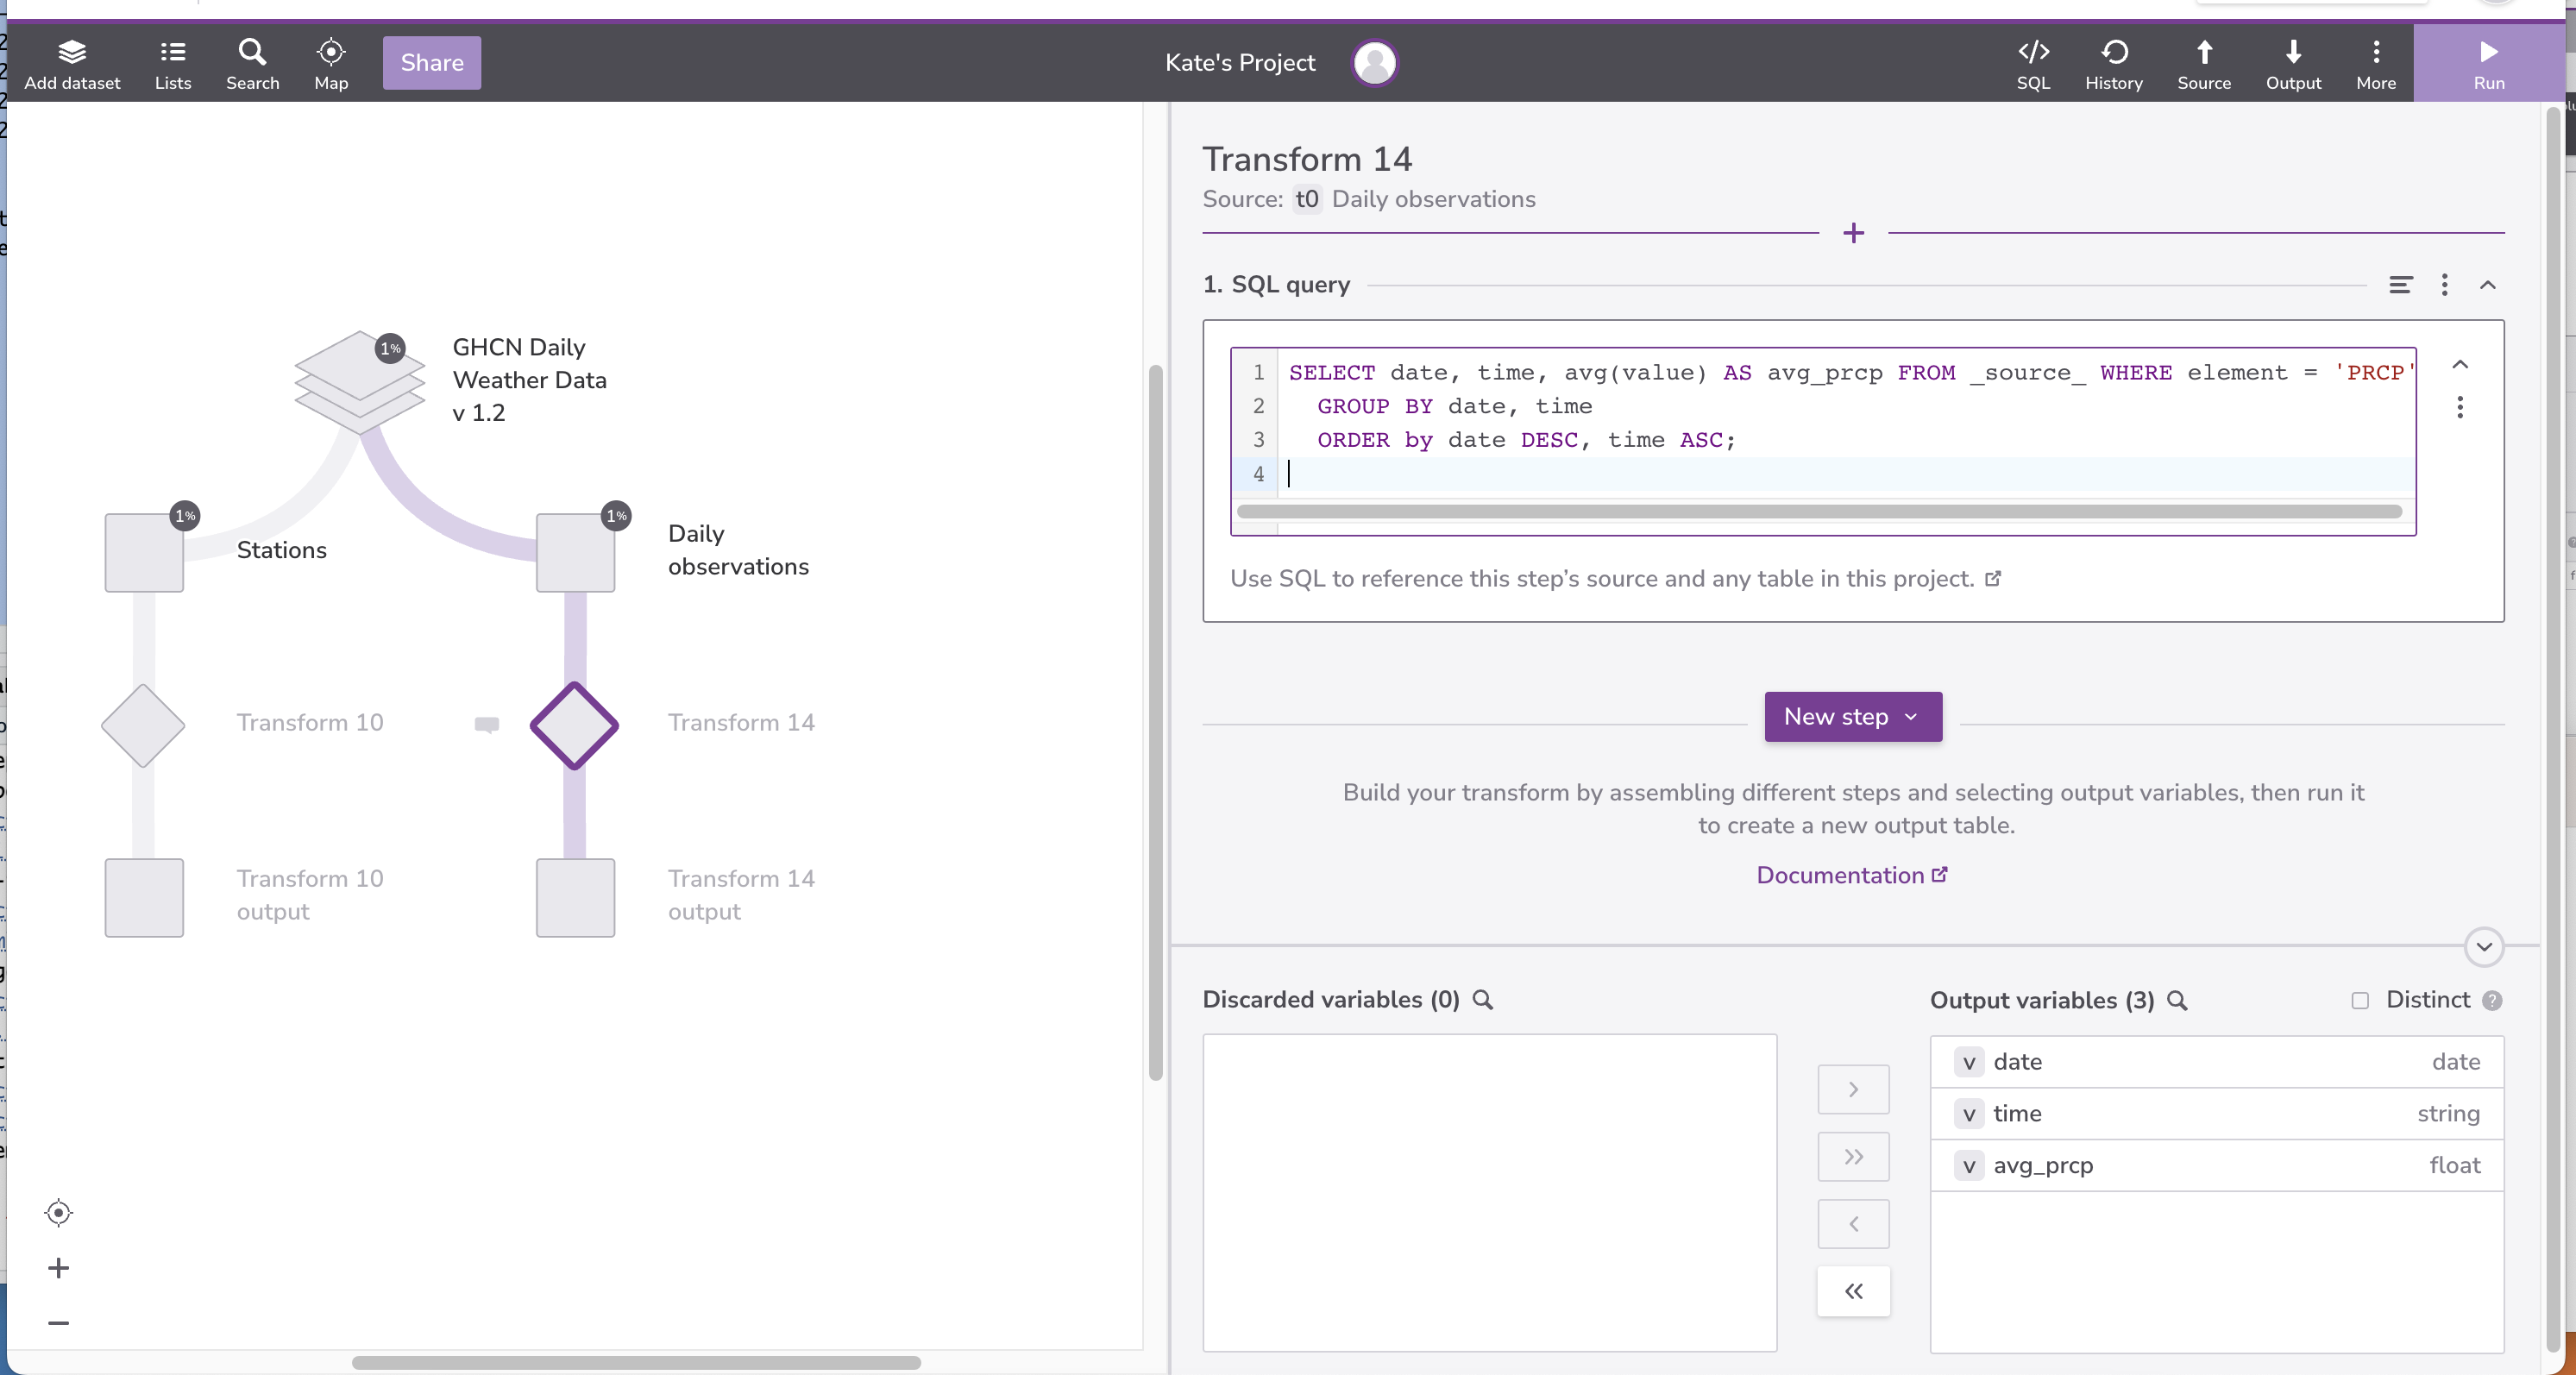 Add dataset
Lists
Search
Map
Share
Kate's Project
SQL
History
Source
Output
More
Run
GHCN Daily
Weather Data
v 1.2
1%
Stations
1%
Daily
observations
1%
Transform 10
Transform 14
Transform 10
output
Transform 14
output
Transform 14
Source: t0 Daily observations
1. SQL query
1 SELECT date, time, avg(value) AS avg_prcp FROM _source_ WHERE element = 'PRCP'
2 GROUP BY date, time
3 ORDER by date DESC, time ASC;
4
Use SQL to reference this step’s source and any table in this project.
New step
Build your transform by assembling different steps and selecting output variables, then run it
to create a new output table.
Documentation
Discarded variables (0)
Output variables (3)
Distinct ?
v date date
v time string
v avg_prcp float